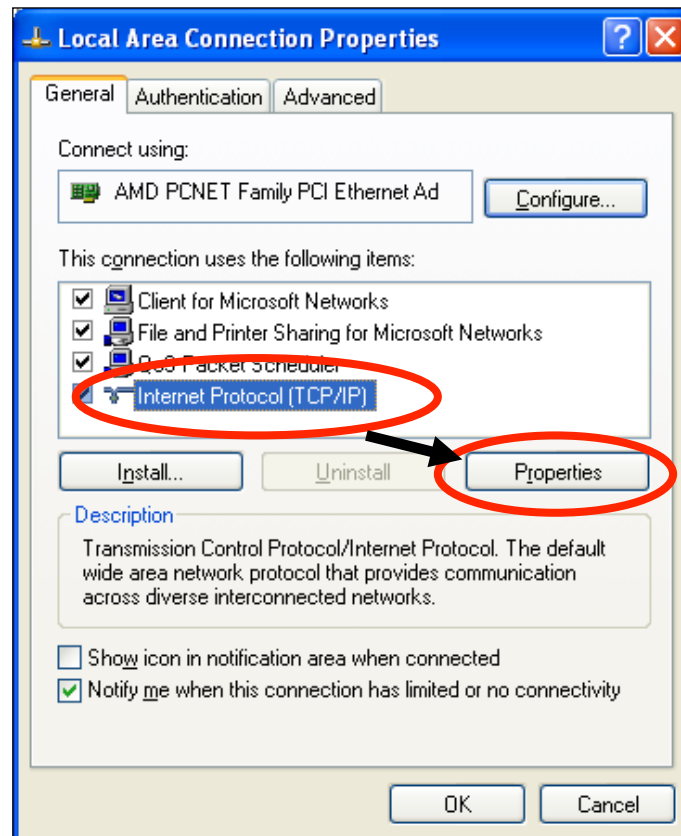 Local Area Connection Properties
General Authentication Advanced
Connect using:
AMD PCNET Family PCI Ethernet Ad Configure...
This connection uses the following items:
Client for Microsoft Networks
File and Printer Sharing for Microsoft Networks
QoS Packet Scheduler
Internet Protocol (TCP/IP)
Install... Uninstall Properties
Description
Transmission Control Protocol/Internet Protocol. The default
wide area network protocol that provides communication
across diverse interconnected networks.
Show icon in notification area when connected
Notify me when this connection has limited or no connectivity
OK Cancel